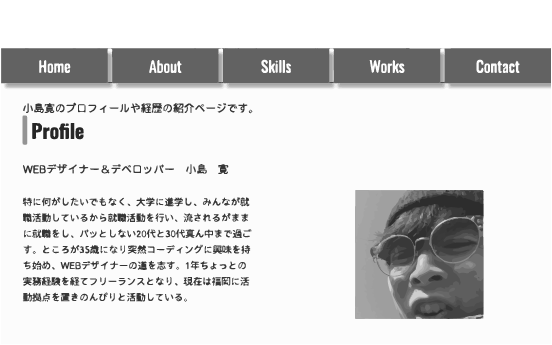 Home About Skills Works Contact
小島寛のプロフィールや経歴の紹介ページです。
Profile
WEBデザイナー＆デベロッパー　小島　寛
特に何がしたいでもなく、大学に進学し、みんなが就
職活動しているから就職活動を行い、流されるがまま
に就職をし、パッとしない20代と30代真ん中まで過ご
す。ところが35歳になり突然コーディングに興味を持
ち始め、WEBデザイナーの道を志す。1年ちょっとの
実務経験を経てフリーランスとなり、現在は福岡に活
動拠点を置きのんびりと活動している。